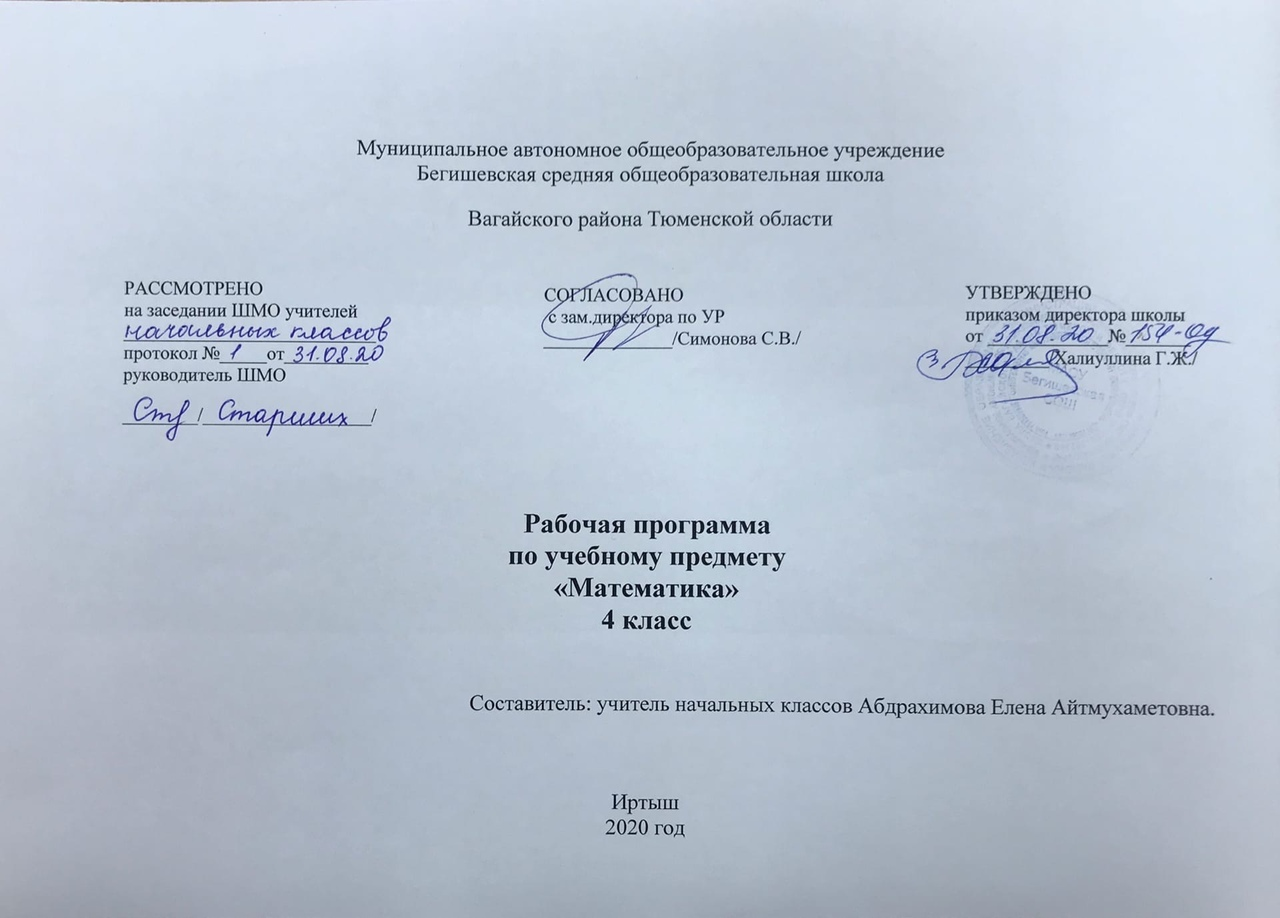 Муниципальное автономное общеобразовательное учреждение
Бегишевская средняя общеобразовательная школа
Вагайского района Тюменской области
РАССМОТРЕНО
на заседании ШМО учителей
начальных классов
протокол № 1 от 31.08.20
руководитель ШМО
/ Старших /
СОГЛАСОВАНО
с зам.директора по УР
/Симонова С.В./
УТВЕРЖДЕНО
приказом директора школы
от 31.08.20 № 154-Од
/Халиуллина Г.Ж./
Бегишевская
СОШ
Рабочая программа
по учебному предмету
«Математика»
4 класс
Составитель: учитель начальных классов Абдрахимова Елена Айтмухаметовна.
Иртыш
2020 год